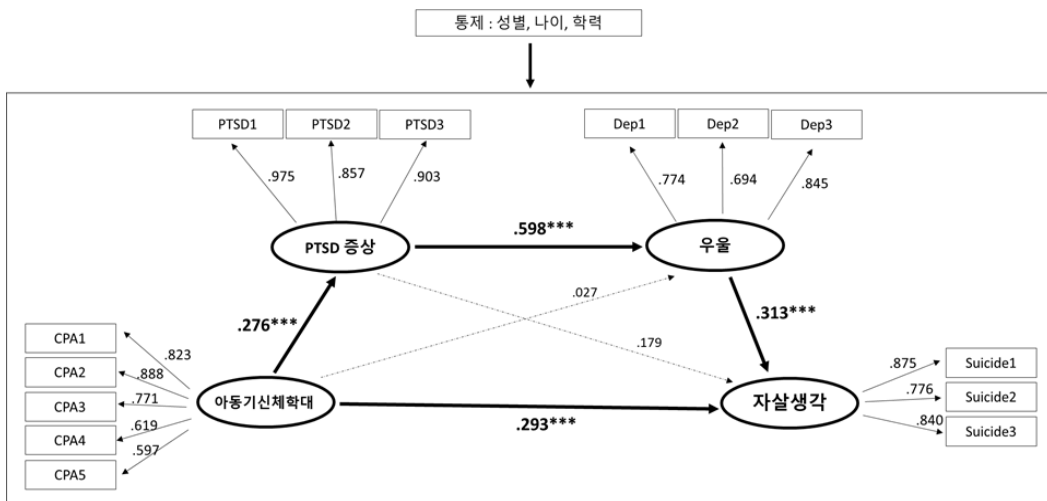 통제 : 성별, 나이, 학력
PTSD1
PTSD2
PTSD3
Dep1
Dep2
Dep3
.975
.857
.903
.774
.694
.845
PTSD 증상
.598***
우울
.276***
.027
.179
.313***
CPA1
CPA2
CPA3
CPA4
CPA5
.823
.888
.771
.619
.597
아동기신체학대
.293***
자살생각
.875
.776
.840
Suicide1
Suicide2
Suicide3